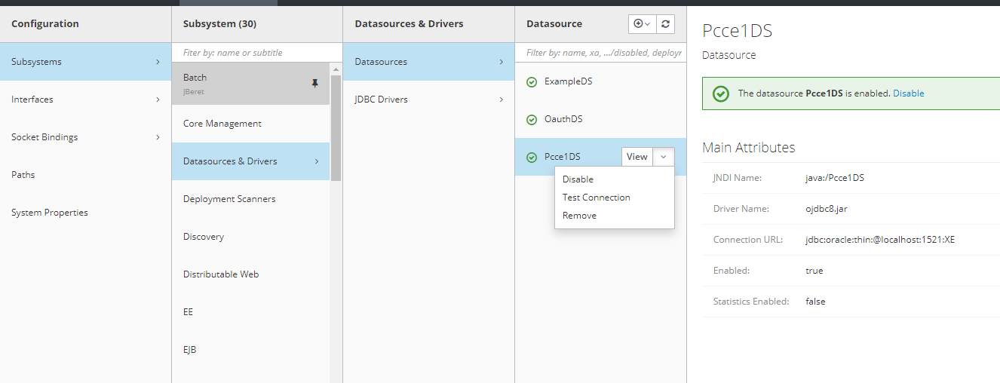 Configuration
Subsystems
Interfaces
Socket Bindings
Paths
System Properties
Subsystem (30)
Fiter by: name or subtitle
Batch
JBeret
Core Management
Datasources & Drivers
Deployment Scanners
Discovery
Distributable Web
EE
EJB
Datasources & Drivers
Datasources
JDBC Drivers
Datasource
Filter by: name, xa, .../disabled, deployr
ExampleDS
OauthDS
Pcce1DS
View
Disable
Test Connection
Remove
Pcce1DS
Datasource
The datasource Pcce1DS is enabled. Disable
Main Attributes
JNDI Name: java:/Pcce1DS
Driver Name: ojdbc8.jar
Connection URL: jdbc:oracle:thin:@localhost:1521:XE
Enabled: true
Statistics Enabled: false